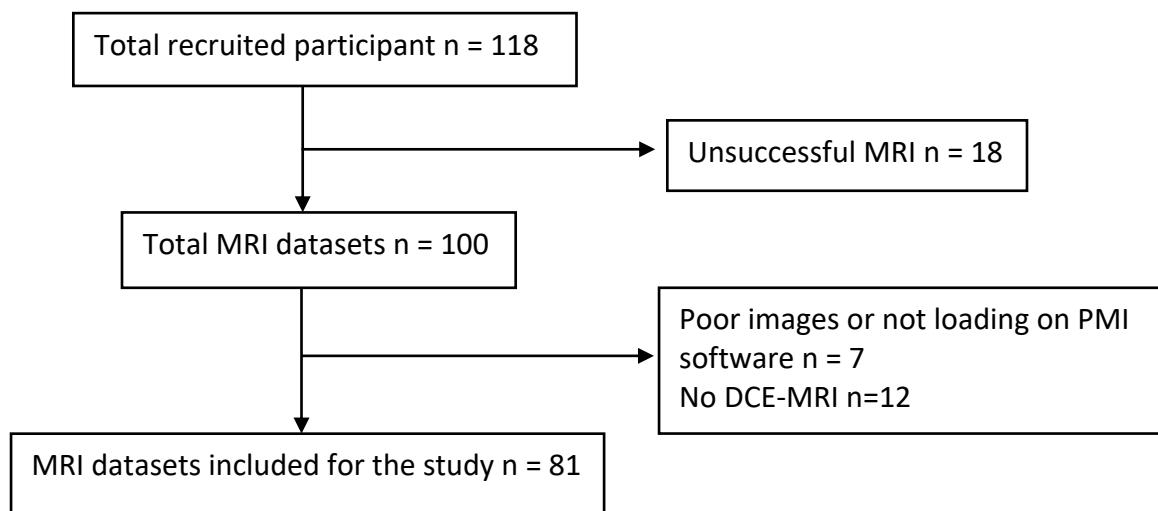 Total recruited participant n = 118
Unsuccessful MRI n = 18
Total MRI datasets n = 100
Poor images or not loading on PMI
software n = 7
No DCE-MRI n=12
MRI datasets included for the study n = 81